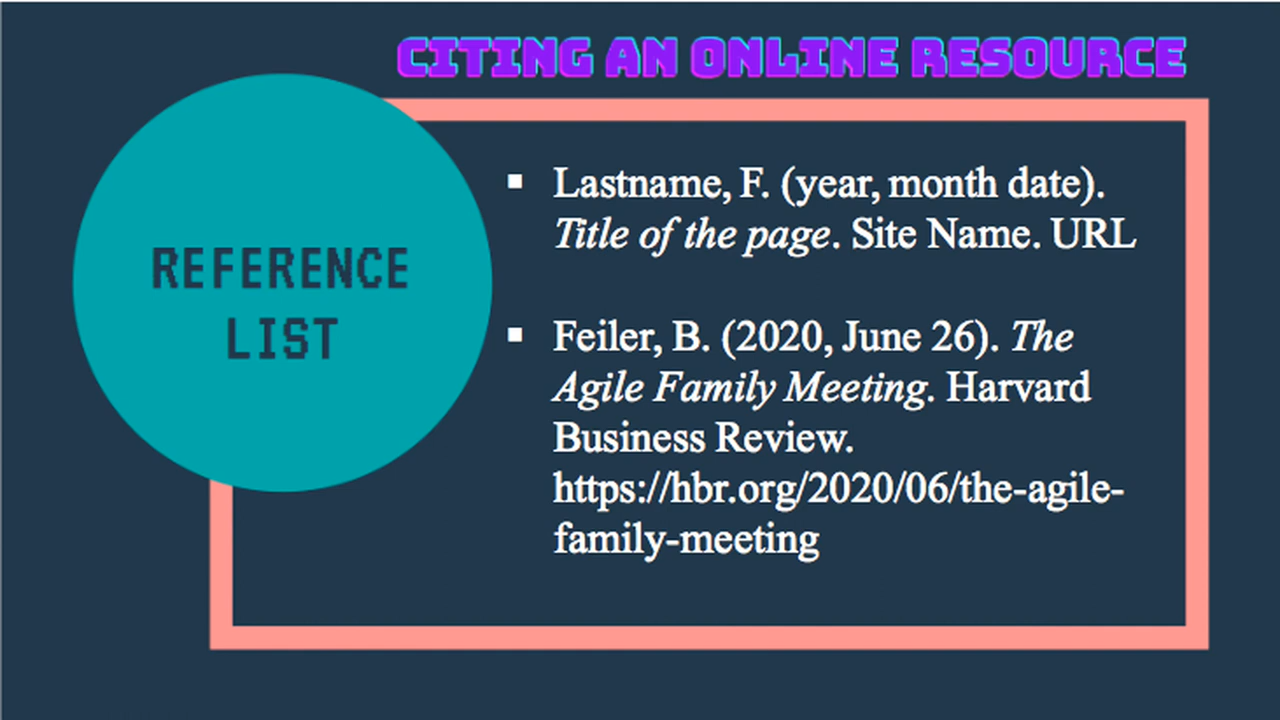 CITING AN ONLINE RESOURCE
REFERENCE
LIST
▪ Lastname, F. (year, month date).
Title of the page. Site Name. URL
▪ Feiler, B. (2020, June 26). The
Agile Family Meeting. Harvard
Business Review.
https://hbr.org/2020/06/the-agile-
family-meeting